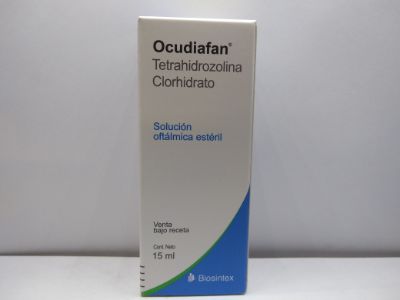 Ocudiafan®
Tetrahidrozolina
Clorhidrato
Solución
oftálmica estéril
Venta
bajo receta
Cont. Neto
15 ml
Biosintex